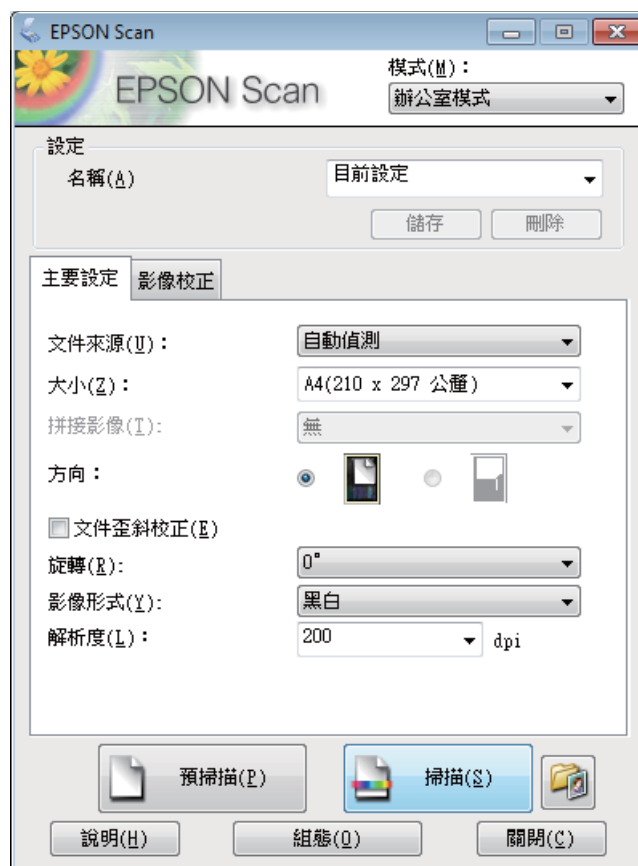 EPSON Scan
EPSON Scan
模式(M)：
辦公室模式
設定
名稱(A)
目前設定
儲存
刪除
主要設定
影像校正
文件來源(U)：
自動偵測
大小(Z)：
A4(210 x 297 公釐)
拼接影像(T):
無
方向：
文件歪斜校正(E)
旋轉(R):
0°
影像形式(Y):
黑白
解析度(L)：
200
dpi
預掃描(P)
掃描(S)
說明(H)
組態(O)
關閉(C)